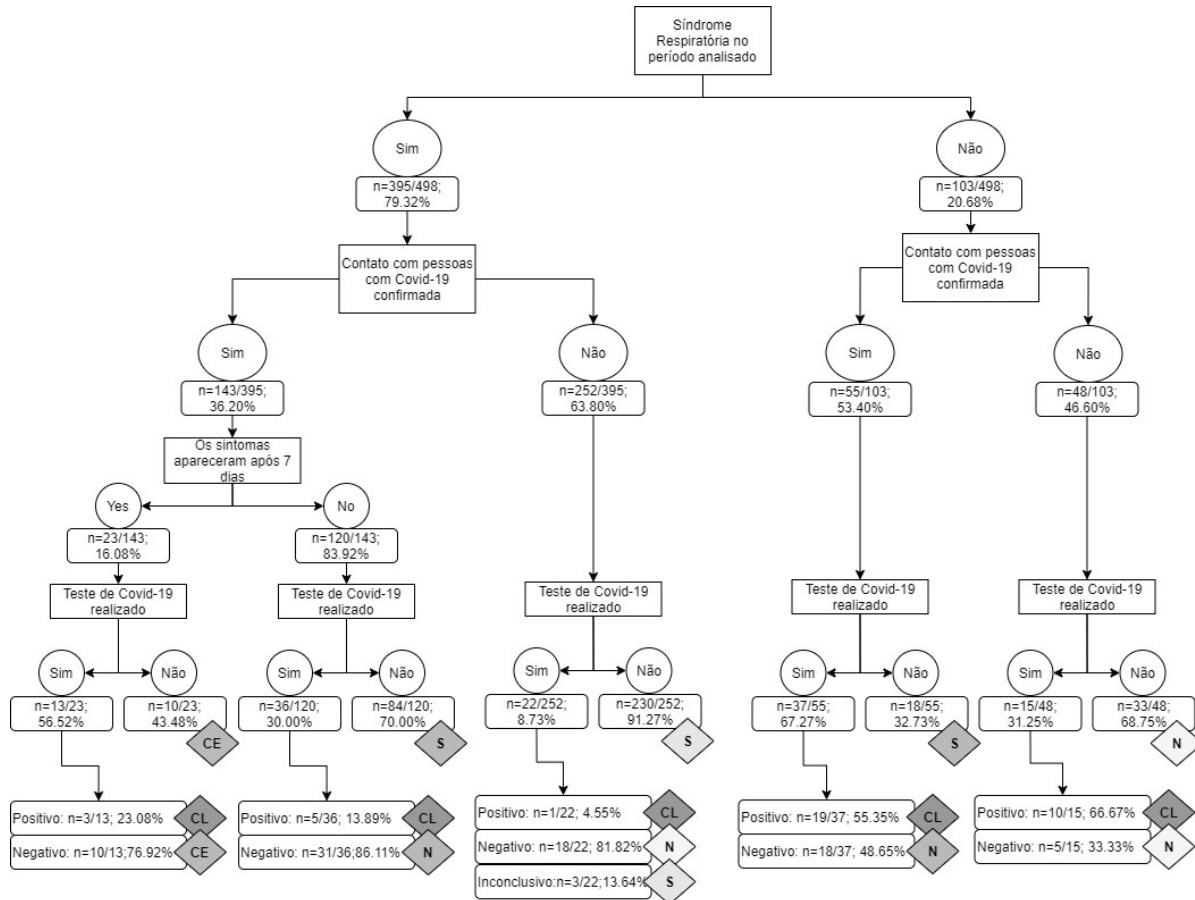 Síndrome
Respiratória no
período analisado
Sim
Não
n=395/498;
79.32%
n=103/498;
20.68%
Contato com pessoas
com Covid-19
confirmada
Contato com pessoas
com Covid-19
confirmada
Sim
Não
Sim
Não
n=143/395;
36.20%
n=252/395;
63.80%
n=55/103;
53.40%
n=48/103;
46.60%
Os sintomas
apareceram após 7
dias
Yes
No
n=23/143;
16.08%
n=120/143;
83.92%
Teste de Covid-19
realizado
Teste de Covid-19
realizado
Teste de Covid-19
realizado
Teste de Covid-19
realizado
Teste de Covid-19
realizado
Sim
Não
Sim
Não
Sim
Não
Sim
Não
Sim
Não
n=13/23;
56.52%
n=10/23;
43.48%
CE
n=36/120;
30.00%
n=84/120;
70.00%
S
n=22/252;
8.73%
n=230/252;
91.27%
S
n=37/55;
67.27%
n=18/55;
32.73%
S
n=15/48;
31.25%
n=33/48;
68.75%
N
Positivo: n=3/13; 23.08% CL
Negativo: n=10/13;76.92% CE
Positivo: n=5/36; 13.89% CL
Negativo: n=31/36;86.11% N
Positivo: n=1/22; 4.55% CL
Negativo: n=18/22; 81.82% N
Inconclusivo:n=3/22;13.64% S
Positivo: n=19/37; 55.35% CL
Negativo: n=18/37; 48.65% N
Positivo: n=10/15; 66.67% CL
Negativo: n=5/15; 33.33% N